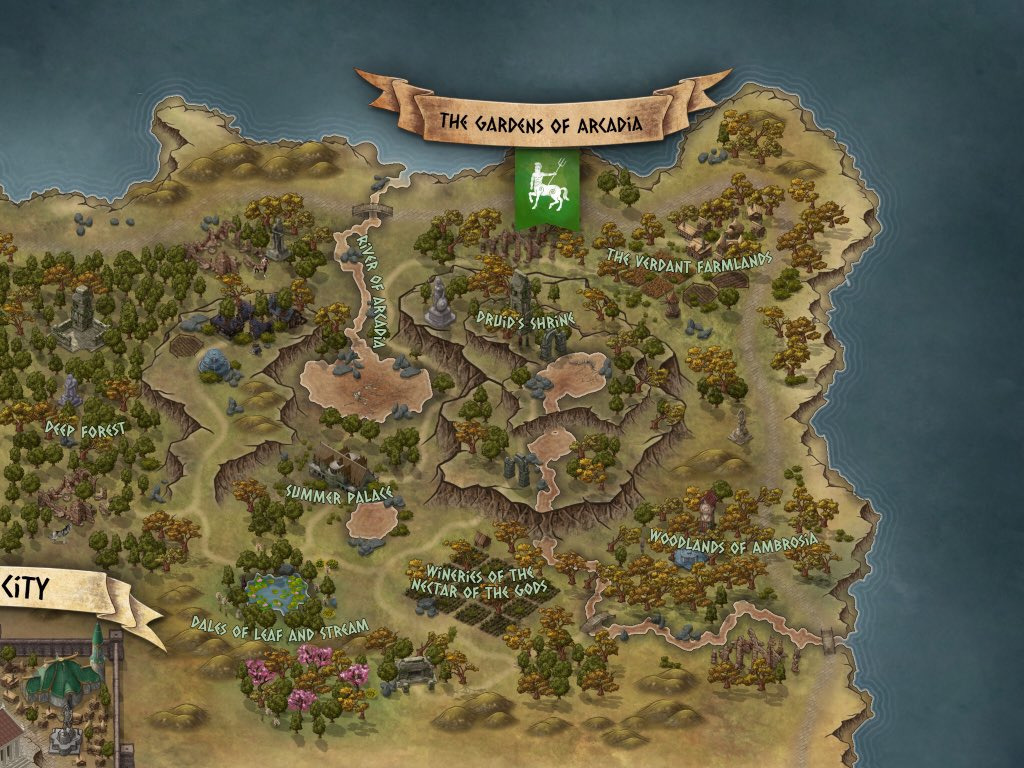 THE GARDENS OF ARCADIA
RIVER OF ARCADIA
THE VERDANT FARMLANDS
DRUID'S SHRINE
DEEP FOREST
SUMMER PALACE
WOODLANDS OF AMBROSIA
WINERIES OF THE
NECTAR OF THE GODS
CITY
DALES OF LEAF AND STREAM